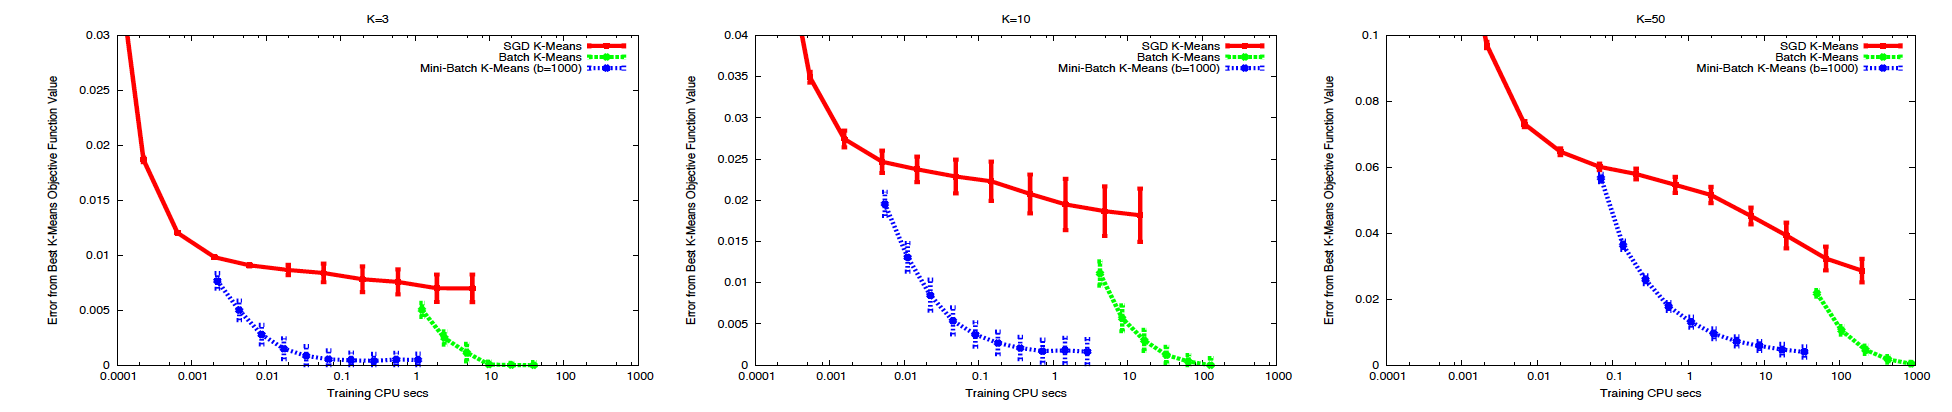 K=3
Error from Best K-Means Objective Function Value
0.03
0.025
0.02
0.015
0.01
0.005
0
SGD K-Means
Batch K-Means
Mini-Batch K-Means (b=1000)
0.0001 0.001 0.01 0.1 1 10 100 1000
Training CPU secs
K=10
Error from Best K-Means Objective Function Value
0.04
0.035
0.03
0.025
0.02
0.015
0.01
0.005
0
SGD K-Means
Batch K-Means
Mini-Batch K-Means (b=1000)
0.0001 0.001 0.01 0.1 1 10 100 1000
Training CPU secs
K=50
Error from Best K-Means Objective Function Value
0.1
0.08
0.06
0.04
0.02
0
SGD K-Means
Batch K-Means
Mini-Batch K-Means (b=1000)
0.0001 0.001 0.01 0.1 1 10 100 1000
Training CPU secs